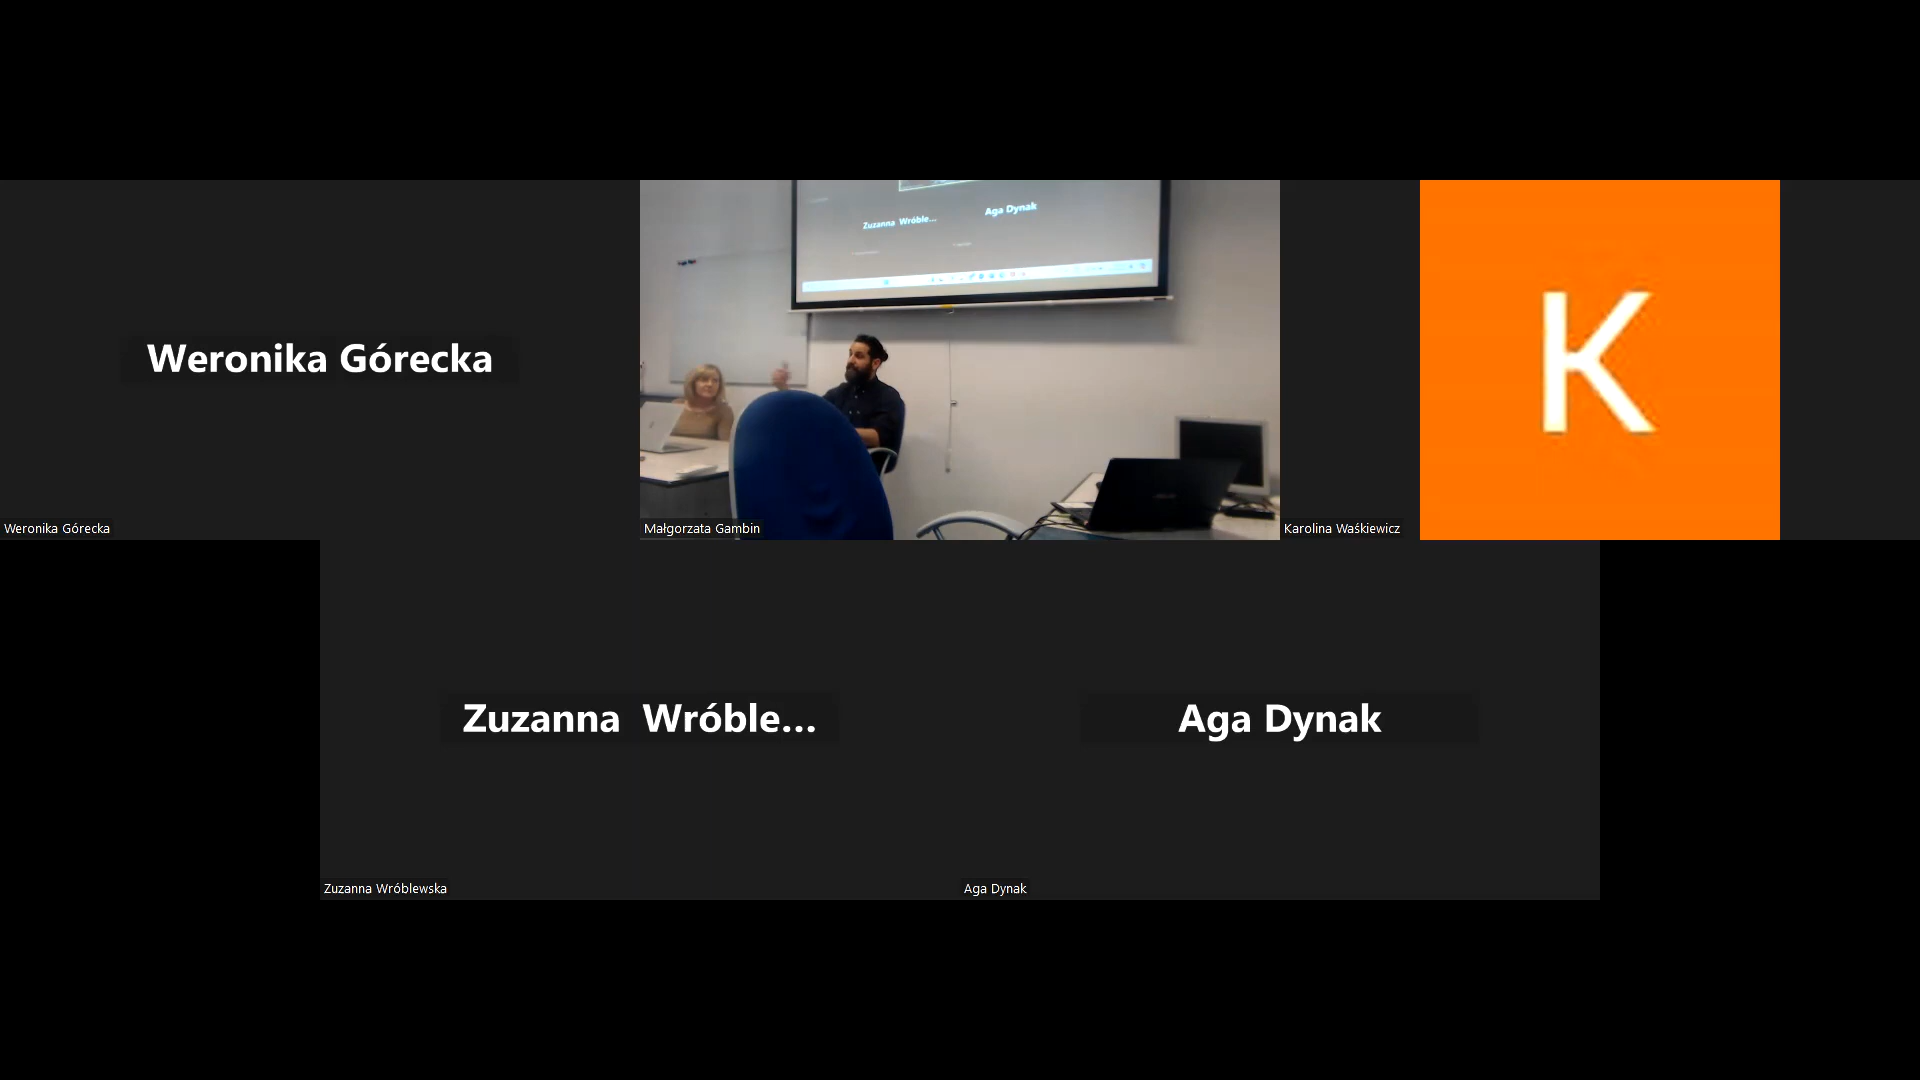 Weronika Górecka
Weronika Górecka
Zuzanna Wróble...
Aga Dynak
Małgorzata Gambin
K
Karolina Waśkiewicz
Zuzanna Wróble...
Zuzanna Wróblewska
Aga Dynak
Aga Dynak